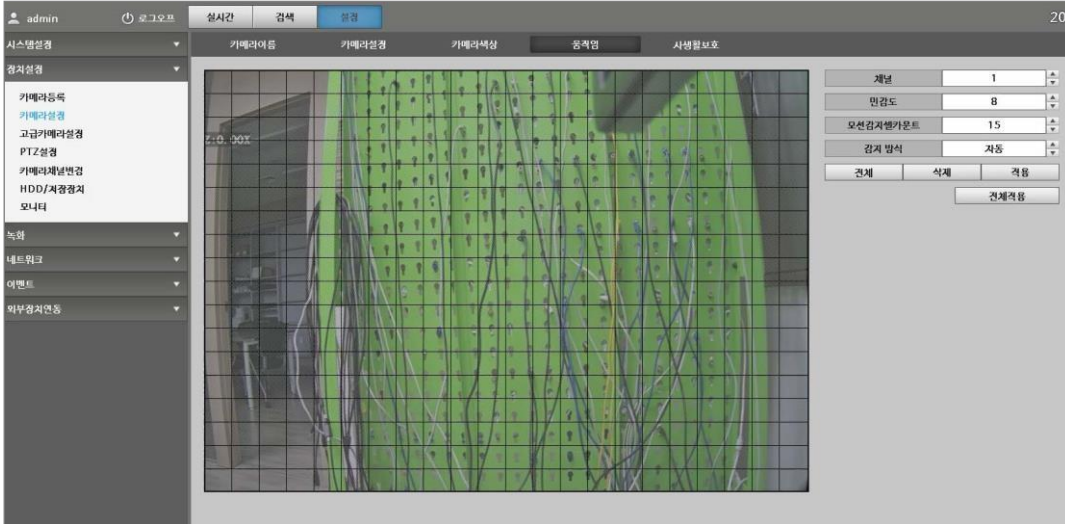 admin 로그오프 실시간 검색 설정 20
시스템설정
장치설정
카메라등록
카메라설정
고급카메라설정
PTZ설정
카메라채널변경
HDD/저장장치
모니터
녹화
네트워크
이벤트
외부장치연동
카메라이름 카메라설정 카메라색상 움직임 사생활보호
Z:0.00X
채널 1
민감도 8
모션감지셀카운트 15
감지 방식 자동
전체 삭제 적용
전체적용